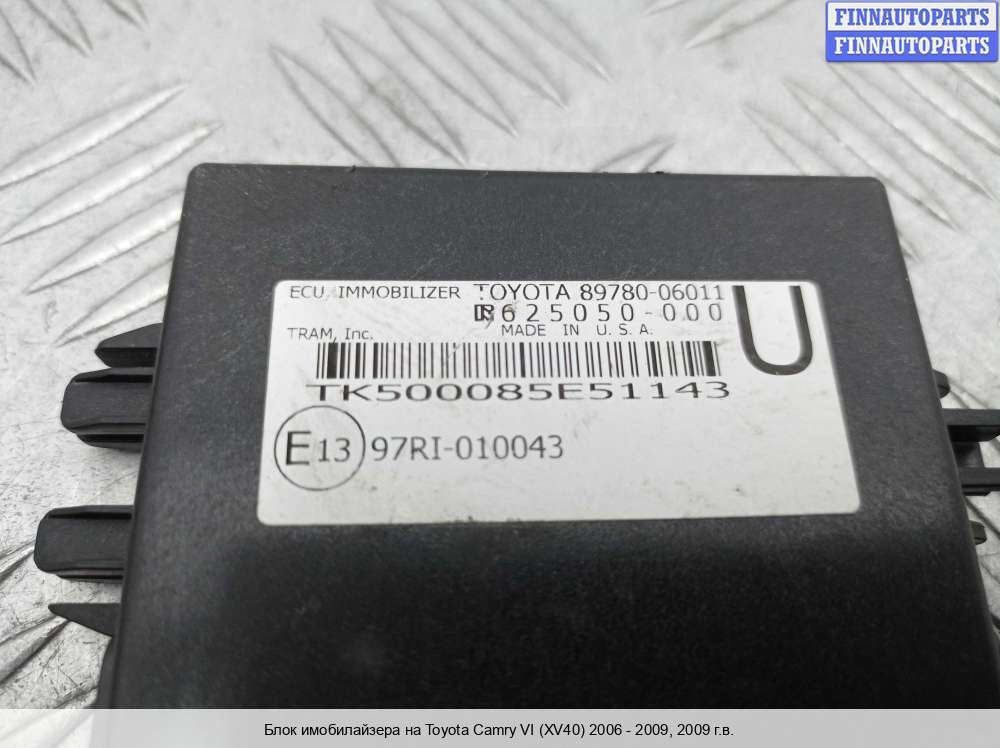 FINNAUTOPARTS
FINNAUTOPARTS
ECU, IMMOBILIZER TOYOTA 89780-06011 U
625050-000
TRAM, Inc. MADE IN U.S.A.
TK500085E51143
E13 97RI-010043
Блок имобилайзера на Toyota Camry VI (XV40) 2006 - 2009, 2009 г.в.